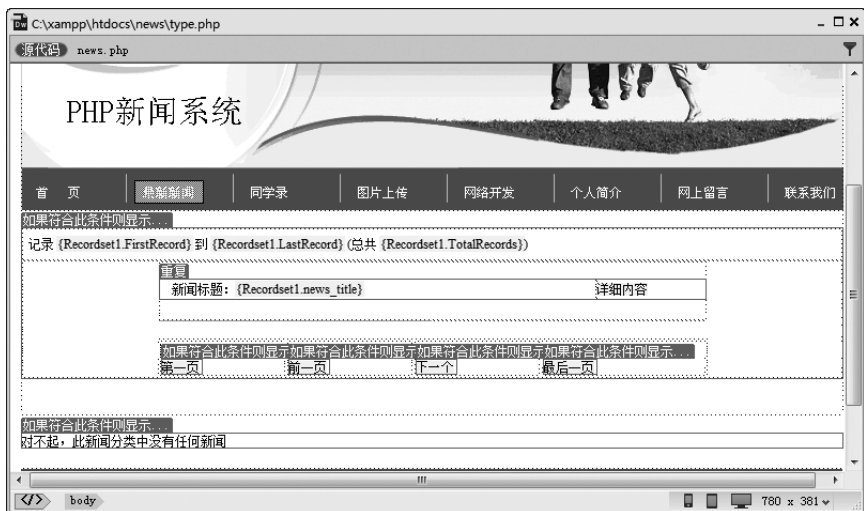 C:\xampp\htdocs\news\type.php
源代码 news.php
PHP新闻系统
首 页 最新新闻 同学录 图片上传 网络开发 个人简介 网上留言 联系我们
如果符合此条件则显示...
记录 {Recordset1.FirstRecord} 到 {Recordset1.LastRecord} (总共 {Recordset1.TotalRecords})
重复
新闻标题：{Recordset1.news_title} 详细内容
如果符合此条件则显示如果符合此条件则显示如果符合此条件则显示如果符合此条件则显示...
第一页 前一页 下一个 最后一页
如果符合此条件则显示...
对不起，此新闻分类中没有任何新闻
</> body 780 x 381